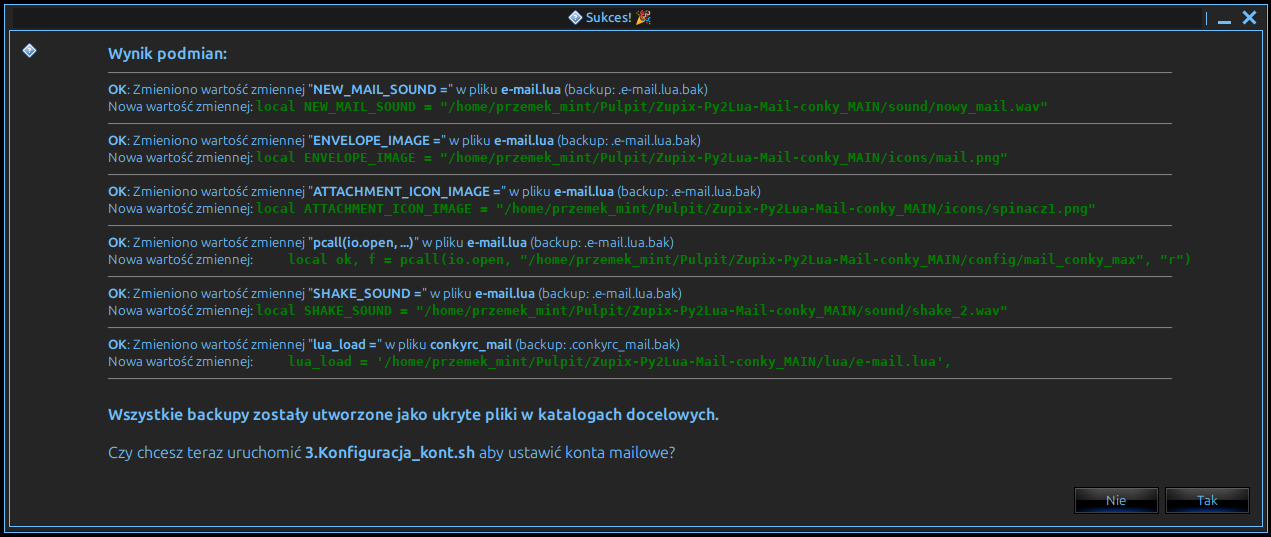 Sukces! 🎉
Wynik podmian:
OK: Zmieniono wartość zmiennej "NEW_MAIL_SOUND =" w pliku e-mail.lua (backup: .e-mail.lua.bak)
Nowa wartość zmiennej: local NEW_MAIL_SOUND = "/home/przemek_mint/Pulpit/Zupix-Py2Lua-Mail-conky_MAIN/sound/nowy_mail.wav"
OK: Zmieniono wartość zmiennej "ENVELOPE_IMAGE =" w pliku e-mail.lua (backup: .e-mail.lua.bak)
Nowa wartość zmiennej: local ENVELOPE_IMAGE = "/home/przemek_mint/Pulpit/Zupix-Py2Lua-Mail-conky_MAIN/icons/mail.png"
OK: Zmieniono wartość zmiennej "ATTACHMENT_ICON_IMAGE =" w pliku e-mail.lua (backup: .e-mail.lua.bak)
Nowa wartość zmiennej: local ATTACHMENT_ICON_IMAGE = "/home/przemek_mint/Pulpit/Zupix-Py2Lua-Mail-conky_MAIN/icons/spinacz1.png"
OK: Zmieniono wartość zmiennej "pcall(io.open, ...)" w pliku e-mail.lua (backup: .e-mail.lua.bak)
Nowa wartość zmiennej: local ok, f = pcall(io.open, "/home/przemek_mint/Pulpit/Zupix-Py2Lua-Mail-conky_MAIN/config/mail_conky_max", "r")
OK: Zmieniono wartość zmiennej "SHAKE_SOUND =" w pliku e-mail.lua (backup: .e-mail.lua.bak)
Nowa wartość zmiennej: local SHAKE_SOUND = "/home/przemek_mint/Pulpit/Zupix-Py2Lua-Mail-conky_MAIN/sound/shake_2.wav"
OK: Zmieniono wartość zmiennej "lua_load =" w pliku conkyrc_mail (backup: .conkyrc_mail.bak)
Nowa wartość zmiennej: lua_load = '/home/przemek_mint/Pulpit/Zupix-Py2Lua-Mail-conky_MAIN/lua/e-mail.lua',
Wszystkie backupy zostały utworzone jako ukryte pliki w katalogach docelowych.
Czy chcesz teraz uruchomić 3.Konfiguracja_kont.sh aby ustawić konta mailowe?
Nie Tak